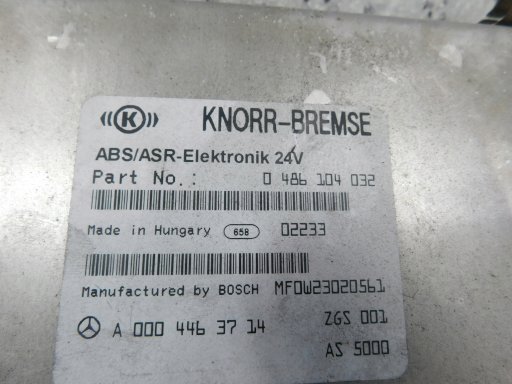 ((K)) KNORR-BREMSE
ABS/ASR-Elektronik 24V
Part No.: 0 486 104 032
Made in Hungary 658 02233
Manufactured by BOSCH MF0W23020561
A 000 446 37 14 ZGS 001
AS 5000